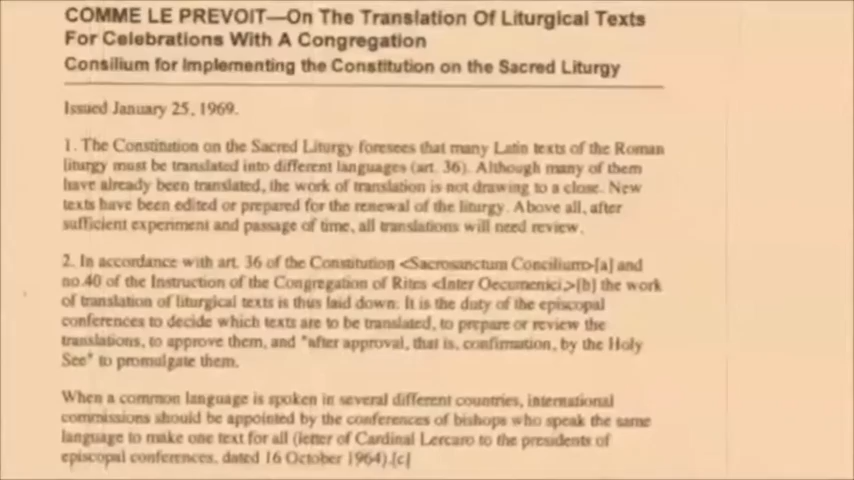 COMME LE PREVOIT—On The Translation Of Liturgical Texts
For Celebrations With A Congregation
Consilium for Implementing the Constitution on the Sacred Liturgy
Issued January 25, 1969.
1. The Constitution on the Sacred Liturgy foresees that many Latin texts of the Roman
liturgy must be translated into different languages (art. 36). Although many of them
have already been translated, the work of translation is not drawing to a close. New
texts have been edited or prepared for the renewal of the liturgy. Above all, after
sufficient experiment and passage of time, all translations will need review.
2. In accordance with art. 36 of the Constitution <Sacrosanctum Concilium>[a] and
no.40 of the Instruction of the Congregation of Rites <Inter Oecumenici,>[b] the work
of translation of liturgical texts is thus laid down. It is the duty of the episcopal
conferences to decide which texts are to be translated, to prepare or review the
translations, to approve them, and "after approval, that is, confirmation, by the Holy
See" to promulgate them.
When a common language is spoken in several different countries, international
commissions should be appointed by the conferences of bishops who speak the same
language to make one text for all (letter of Cardinal Lercaro to the presidents of
episcopal conferences, dated 16 October 1964).[c]